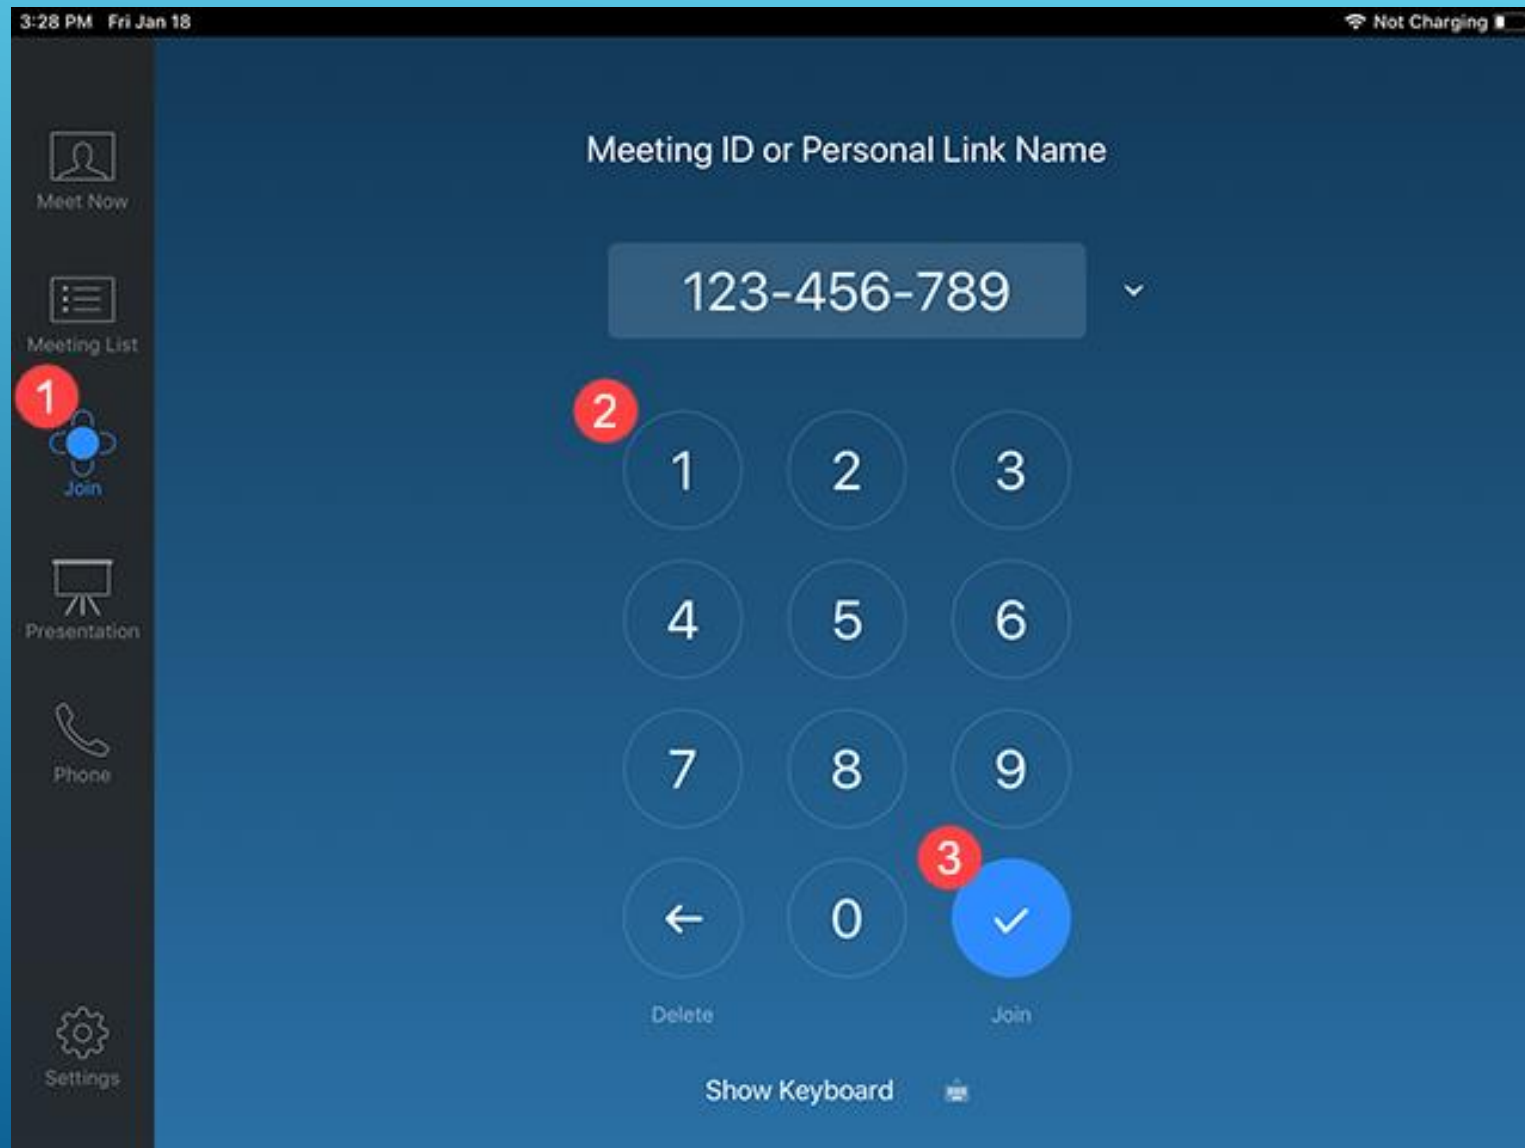 3:28 PM Fri Jan 18
Not Charging
Meet Now
Meeting List
1
Join
Presentation
Phone
Settings
Meeting ID or Personal Link Name
123-456-789
2
1 2 3
4 5 6
7 8 9
3
0
Delete Join
Show Keyboard